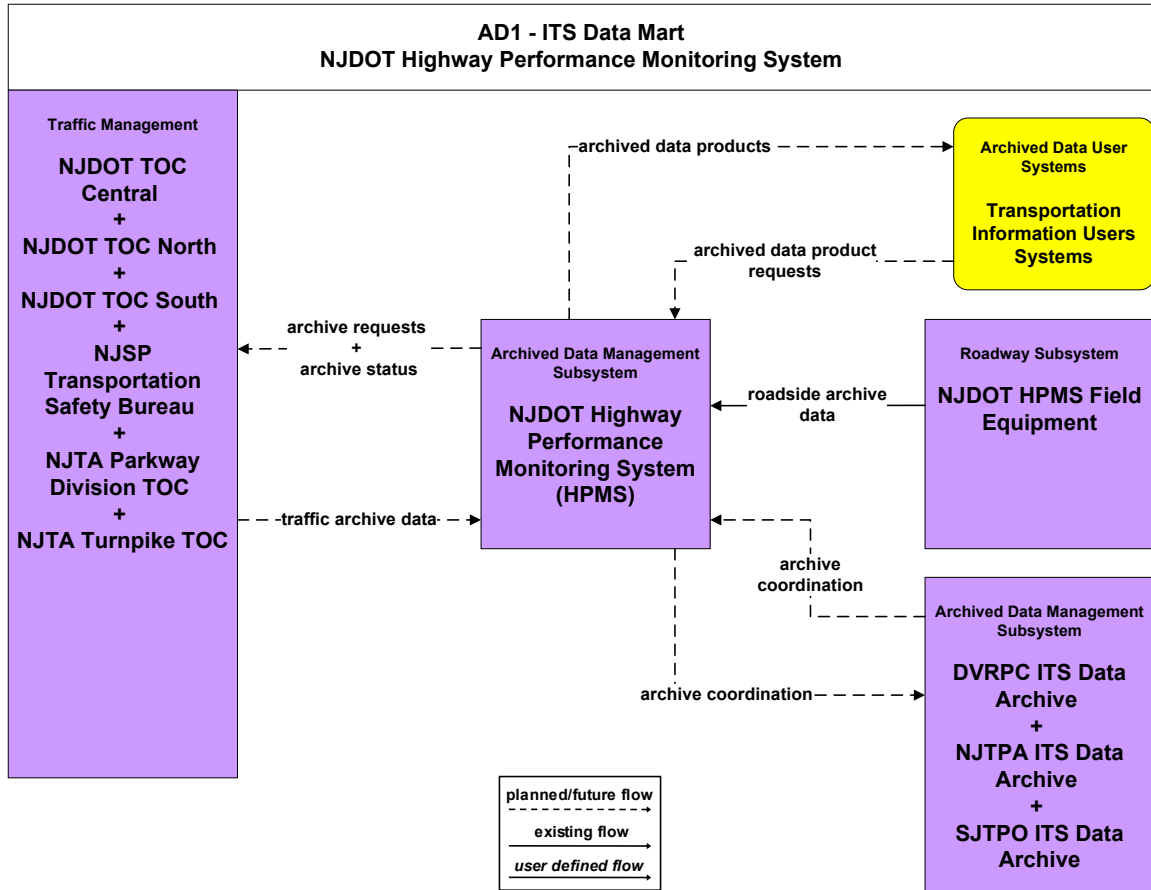 AD1 - ITS Data Mart
NJDOT Highway Performance Monitoring System
Traffic Management
NJDOT TOC
Central
+
NJDOT TOC North
+
NJDOT TOC South
+
NJSP
Transportation
Safety Bureau
+
NJTA Parkway
Division TOC
+
NJTA Turnpike TOC
archived data products
archived data product
requests
archive requests
+
archive status
traffic archive data
Archived Data Management
Subsystem
NJDOT Highway
Performance
Monitoring System
(HPMS)
roadside archive
data
archive
coordination
archive coordination
Archived Data User
Systems
Transportation
Information Users
Systems
Roadway Subsystem
NJDOT HPMS Field
Equipment
Archived Data Management
Subsystem
DVRPC ITS Data
Archive
+
NJTPA ITS Data
Archive
+
SJTPO ITS Data
Archive
planned/future flow
existing flow
user defined flow